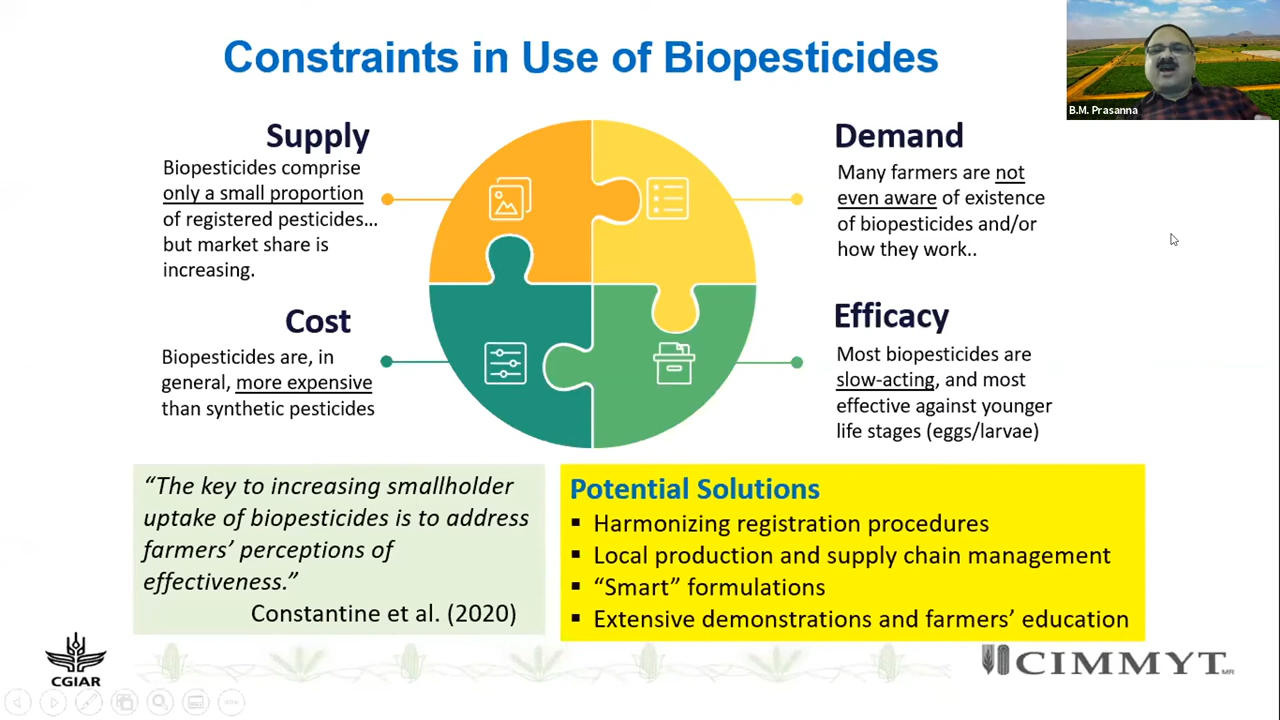 Constraints in Use of Biopesticides
B.M. Prasanna
Supply
Biopesticides comprise
only a small proportion
of registered pesticides...
but market share is
increasing.
Demand
Many farmers are not
even aware of existence
of biopesticides and/or
how they work..
Cost
Biopesticides are, in
general, more expensive
than synthetic pesticides
Efficacy
Most biopesticides are
slow-acting, and most
effective against younger
life stages (eggs/larvae)
“The key to increasing smallholder
uptake of biopesticides is to address
farmers’ perceptions of
effectiveness.”
Constantine et al. (2020)
Potential Solutions
▪ Harmonizing registration procedures
▪ Local production and supply chain management
▪ “Smart” formulations
▪ Extensive demonstrations and farmers’ education
CGIAR
CIMMYT